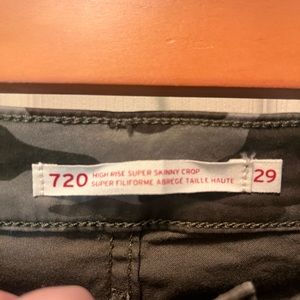 720 HIGH RISE SUPER SKINNY CROP
SUPER FILIFORME ABRÉGÉ TAILLE HAUTE
29